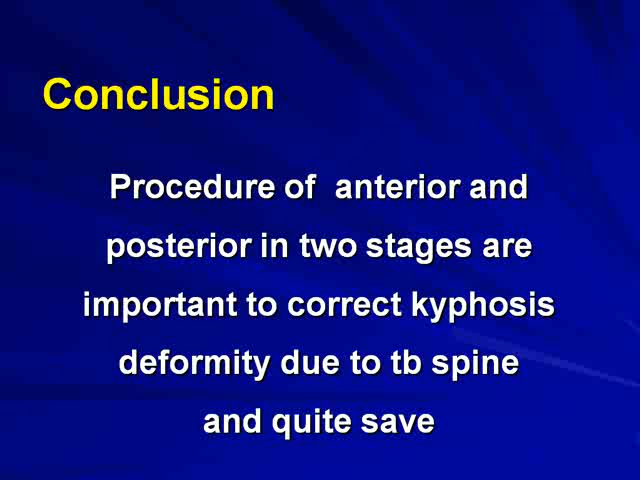 Conclusion
Procedure of  anterior and
posterior in two stages are
important to correct kyphosis
deformity due to tb spine
and quite save